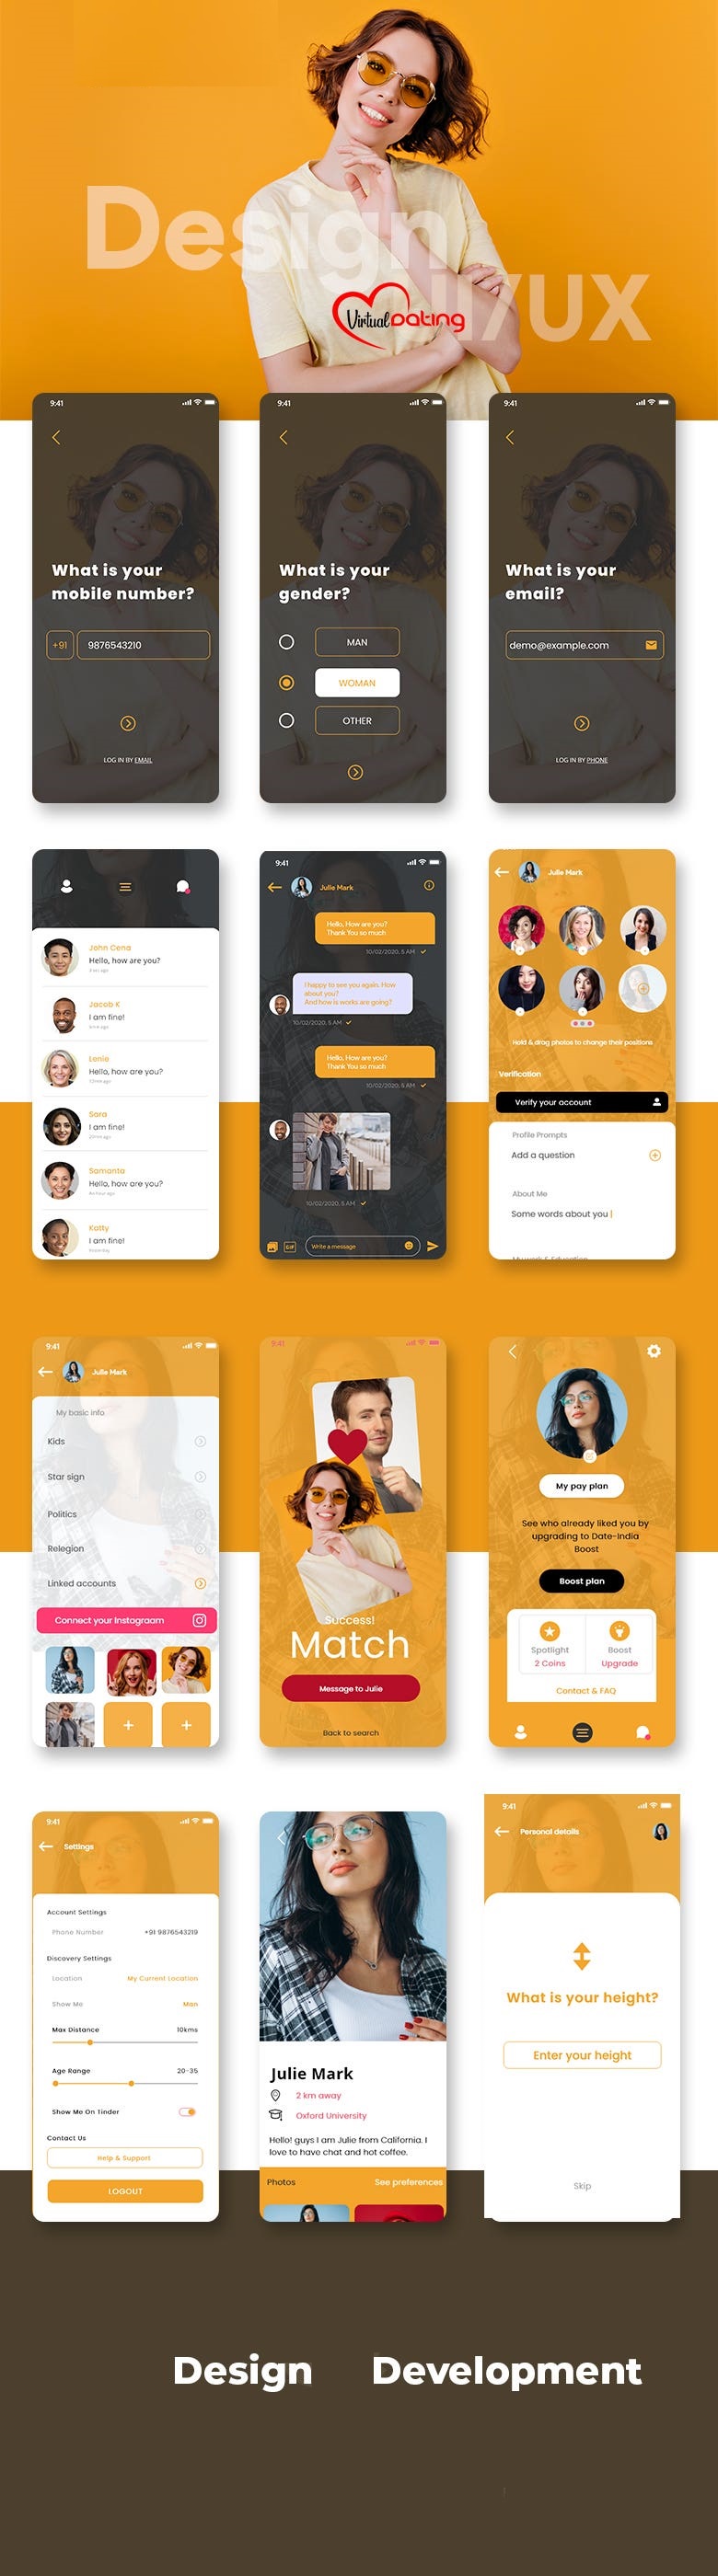 Design
UI/UX
Virtual Dating
9:41
What is your
mobile number?
+91
9876543210
LOG IN BY EMAIL
9:41
What is your
gender?
MAN
WOMAN
OTHER
9:41
What is your
email?
demo@example.com
LOG IN BY PHONE
John Cena
Hello, how are you?
Jacob K
I am fine!
Lenie
Hello, how are you?
Sara
I am fine!
Samanta
Hello, how are you?
An hour ago
Katty
I am fine!
Yesterday
9:41
Julie Mark
Hello, How are you?
Thank You so much
10/02/2020, 5 AM
I happy to see you again. How
about you?
And how is works are going?
10/02/2020, 5 AM
Hello, How are you?
Thank You so much
10/02/2020, 5 AM
10/02/2020, 5 AM
GIF
Write a message
Julie Mark
Hold & drag photos to change their positions
Verification
Verify your account
Profile Prompts
Add a question
About Me
Some words about you
My work & Education
9:41
Julie Mark
My basic info
Kids
Star sign
Politics
Relegion
Linked accounts
Connect your Instagraam
9:41
Success!
Match
Message to Julie
Back to search
My pay plan
See who already liked you by
upgrading to Date-India
Boost
Boost plan
Spotlight
2 Coins
Boost
Upgrade
Contact & FAQ
9:41
Settings
Account Settings
Phone Number
+91 9876543219
Discovery Settings
Location
My Current Location
Show Me
Man
Max Distance
10kms
Age Range
20-35
Show Me On Tinder
Contact Us
Help & Support
LOGOUT
Julie Mark
2 km away
Oxford University
Hello! guys I am Julie from California. I
love to have chat and hot coffee.
Photos
See preferences
9:41
Personal details
What is your height?
Enter your height
Skip
Design
Development